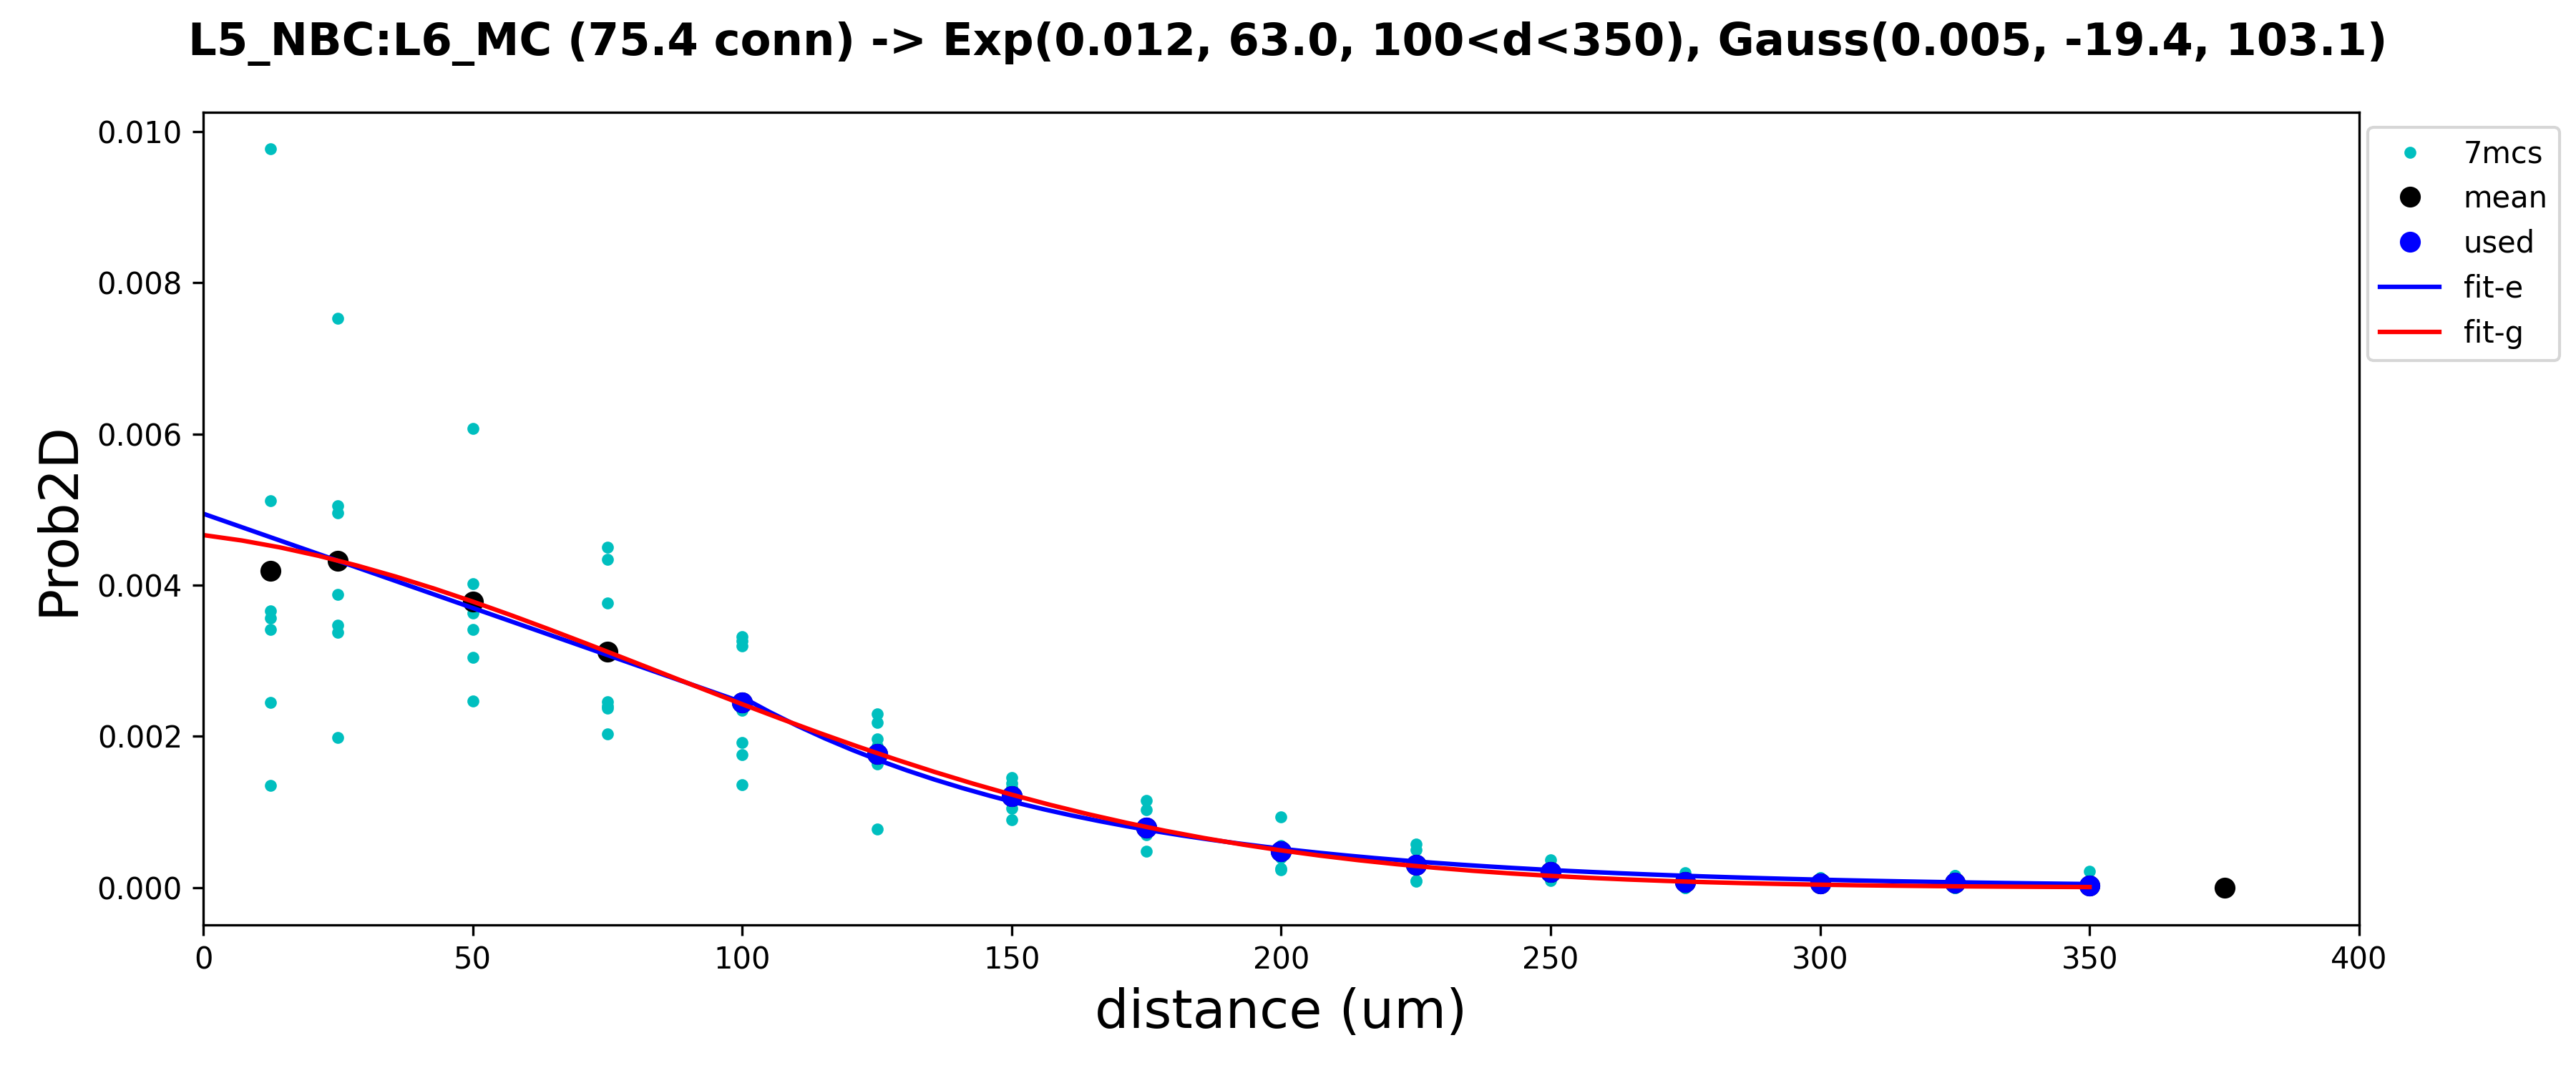 L5_NBC:L6_MC (75.4 conn) -> Exp(0.012, 63.0, 100<d<350), Gauss(0.005, -19.4, 103.1)
0.010
0.008
0.006
0.004
0.002
0.000
Prob2D
0 50 100 150 200 250 300 350 400
distance (um)
7mcs
mean
used
fit-e
fit-g